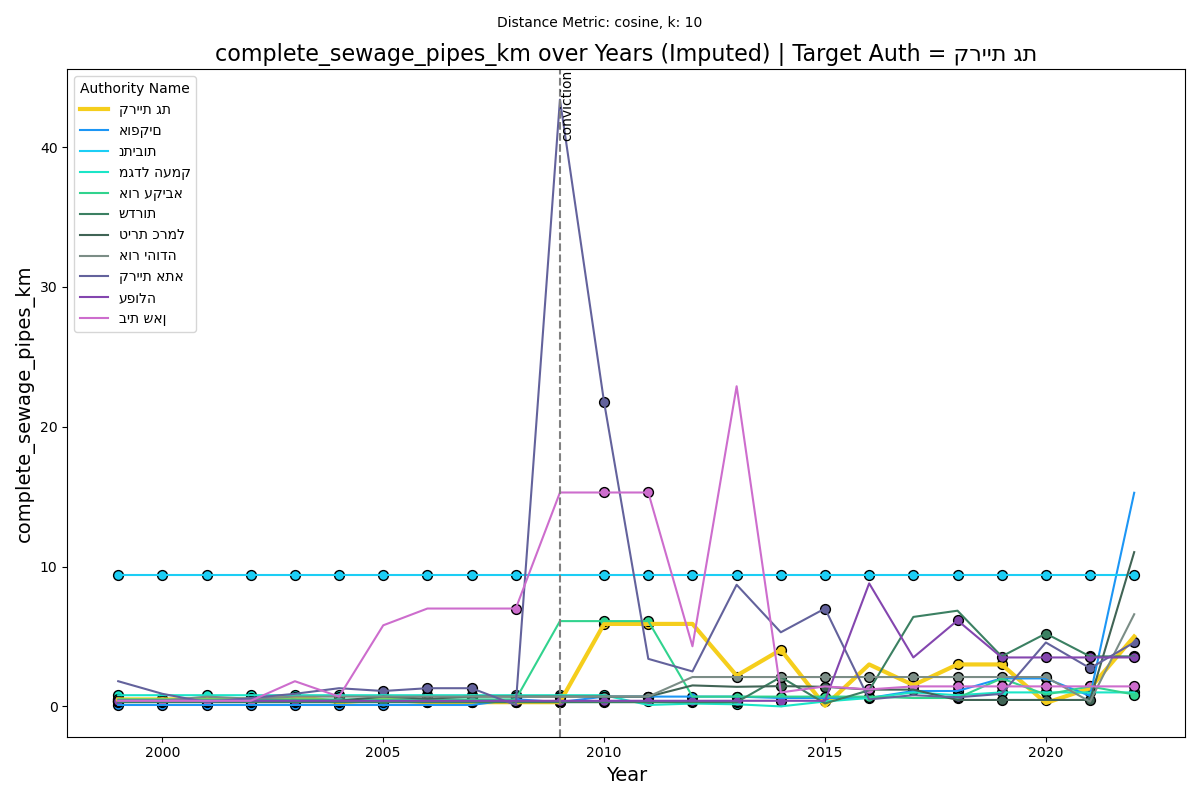 Distance Metric: cosine, k: 10
complete_sewage_pipes_km over Years (Imputed) | Target Auth = קריית גת
Authority Name
קריית גת
אופקים
נתיבות
מגדל העמק
אור עקיבא
שדרות
טירת כרמל
אור יהודה
קריית אתא
עפולה
בית שאן
conviction
complete_sewage_pipes_km
40
30
20
10
0
2000
2005
2010
2015
2020
Year